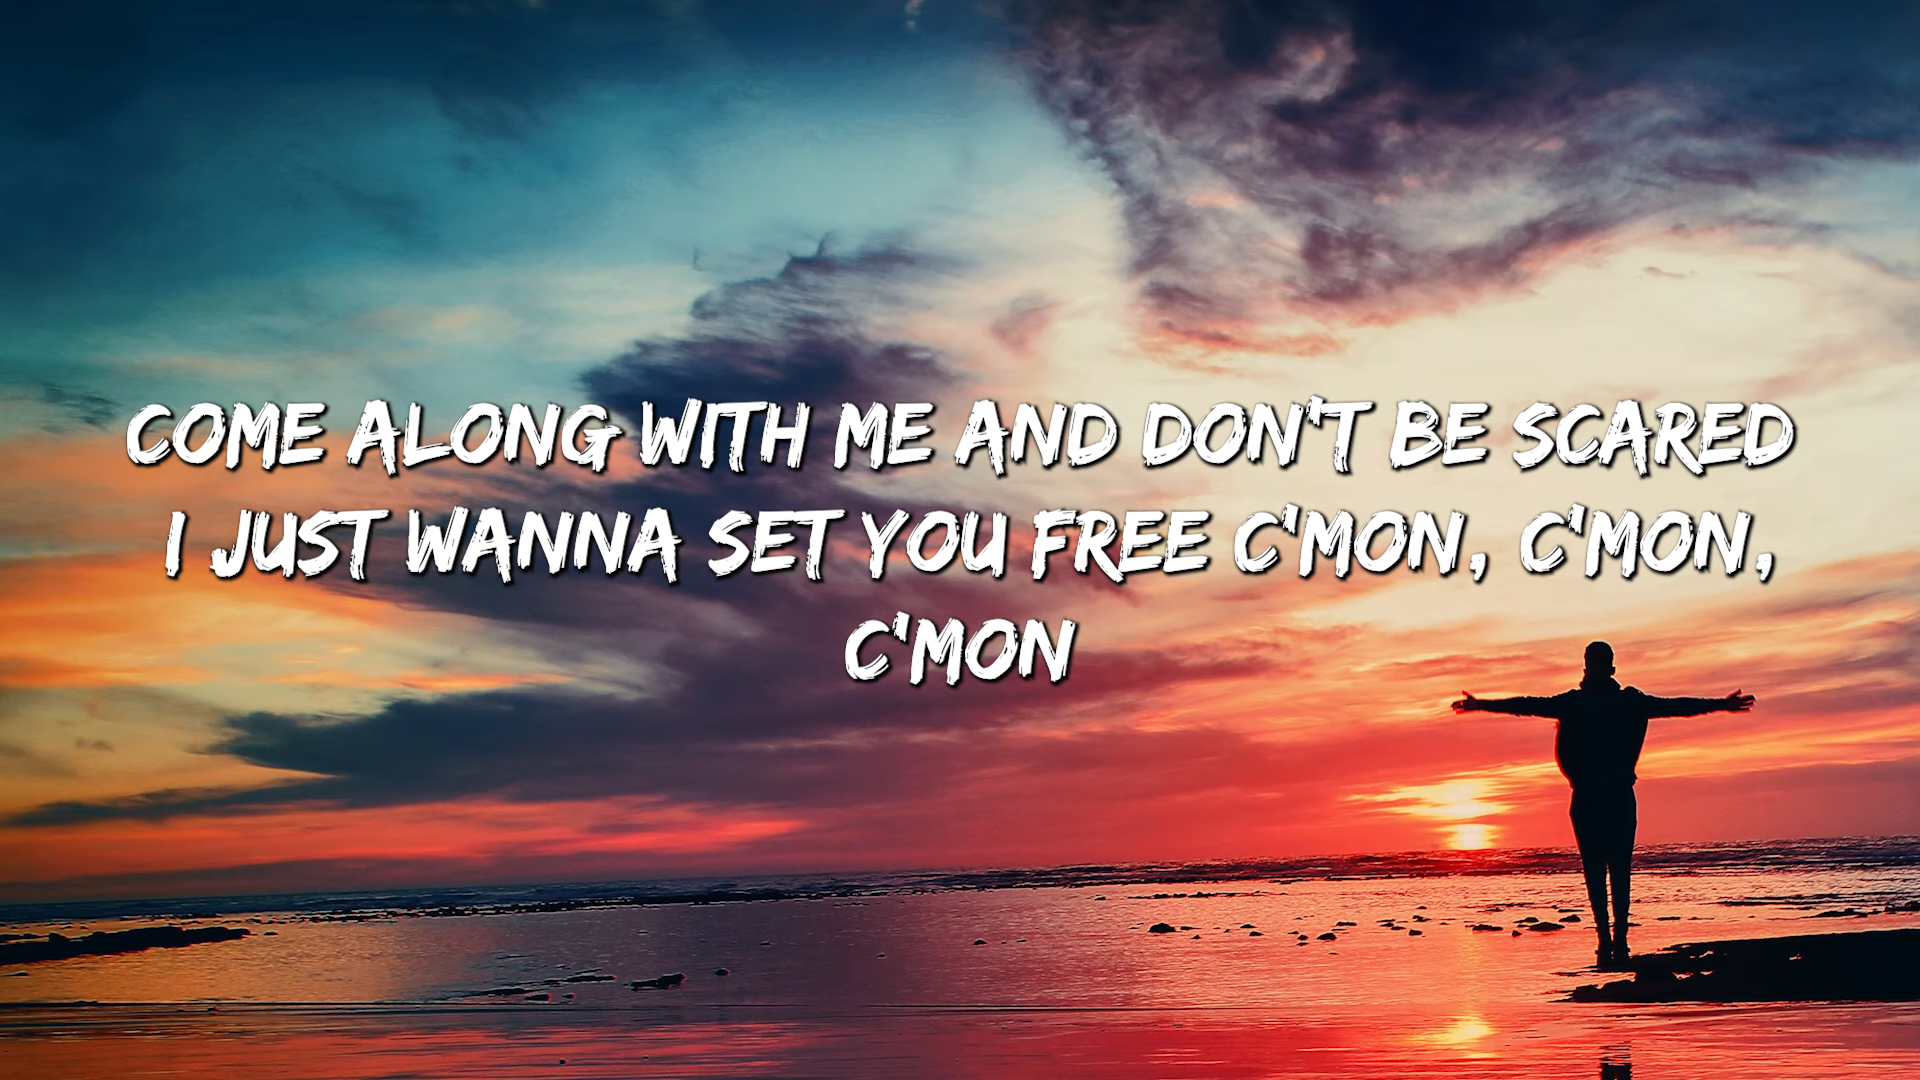 COME ALONG WITH ME AND DON'T BE SCARED
I JUST WANNA SET YOU FREE C'MON, C'MON,
C'MON